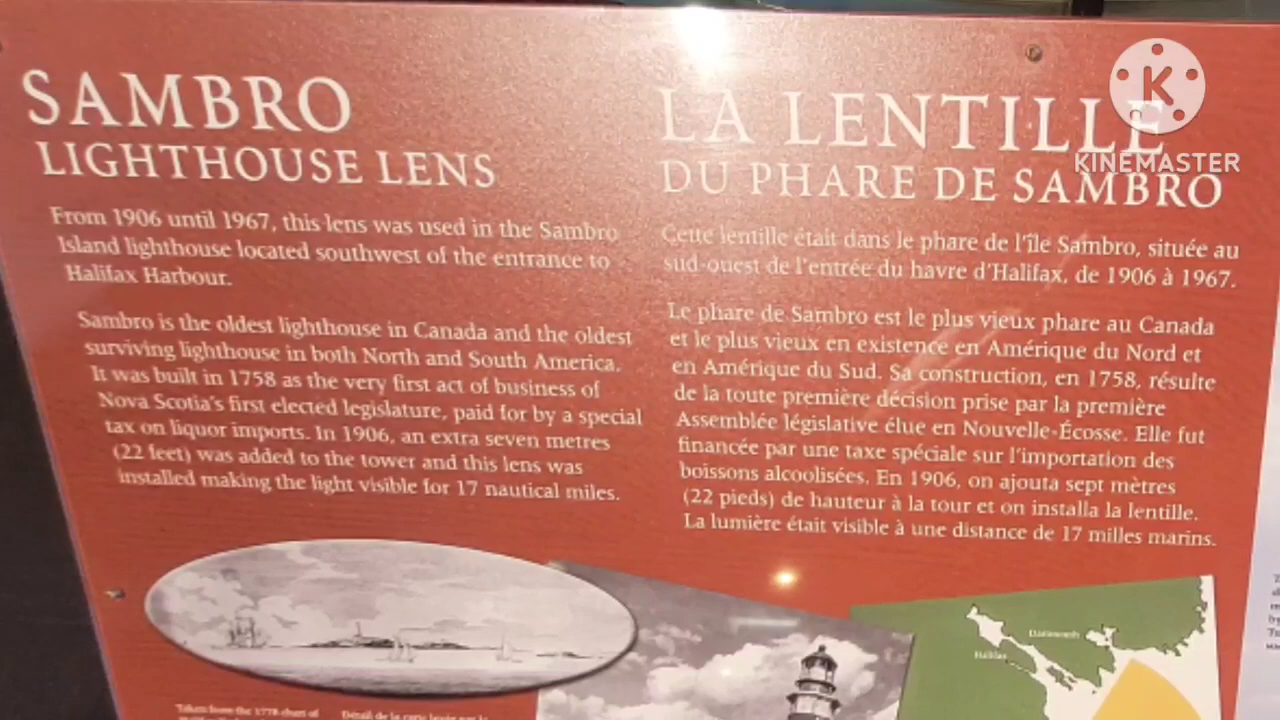 SAMBRO
LIGHTHOUSE LENS
From 1906 until 1967, this lens was used in the Sambro
Island lighthouse located southwest of the entrance to
Halifax Harbour.
Sambro is the oldest lighthouse in Canada and the oldest
surviving lighthouse in both North and South America.
It was built in 1758 as the very first act of business of
Nova Scotia's first elected legislature, paid for by a special
tax on liquor imports. In 1906, an extra seven metres
(22 feet) was added to the tower and this lens was
installed making the light visible for 17 nautical miles.
LA LENTILLE
DU PHARE DE SAMBRO
Cette lentille était dans le phare de l'île Sambro, située au
sud-ouest de l'entrée du havre d'Halifax, de 1906 à 1967.
Le phare de Sambro est le plus vieux phare au Canada
et le plus vieux en existence en Amérique du Nord et
en Amérique du Sud. Sa construction, en 1758, résulte
de la toute première décision prise par la première
Assemblée législative élue en Nouvelle-Écosse. Elle fut
financée par une taxe spéciale sur l'importation des
boissons alcoolisées. En 1906, on ajouta sept mètres
(22 pieds) de hauteur à la tour et on installa la lentille.
La lumière était visible à une distance de 17 milles marins.
K
KINEMASTER
Dartmouth
Halifax
Taken from the 1778 chart of